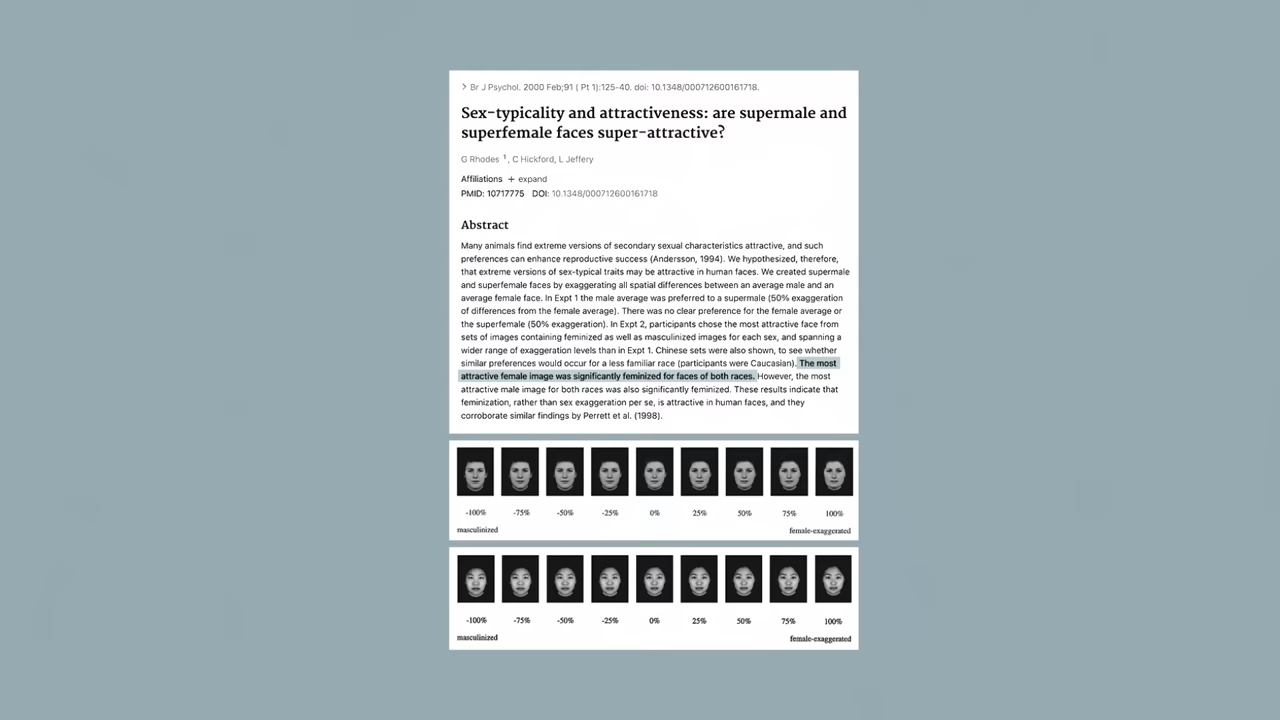 > Br J Psychol. 2000 Feb;91 ( Pt 1):125-40. doi: 10.1348/000712600161718.
Sex-typicality and attractiveness: are supermale and
superfemale faces super-attractive?
G Rhodes 1, C Hickford, L Jeffery
Affiliations + expand
PMID: 10717775 DOI: 10.1348/000712600161718
Abstract
Many animals find extreme versions of secondary sexual characteristics attractive, and such
preferences can enhance reproductive success (Andersson, 1994). We hypothesized, therefore,
that extreme versions of sex-typical traits may be attractive in human faces. We created supermale
and superfemale faces by exaggerating all spatial differences between an average male and an
average female face. In Expt 1 the male average was preferred to a supermale (50% exaggeration
of differences from the female average). There was no clear preference for the female average or
the superfemale (50% exaggeration). In Expt 2, participants chose the most attractive face from
sets of images containing feminized as well as masculinized images for each sex, and spanning a
wider range of exaggeration levels than in Expt 1. Chinese sets were also shown, to see whether
similar preferences would occur for a less familiar race (participants were Caucasian). The most
attractive female image was significantly feminized for faces of both races. However, the most
attractive male image for both races was also significantly feminized. These results indicate that
feminization, rather than sex exaggeration per se, is attractive in human faces, and they
corroborate similar findings by Perrett et al. (1998).
-100% -75% -50% -25% 0% 25% 50% 75% 100%
masculinized female-exaggerated
-100% -75% -50% -25% 0% 25% 50% 75% 100%
masculinized female-exaggerated